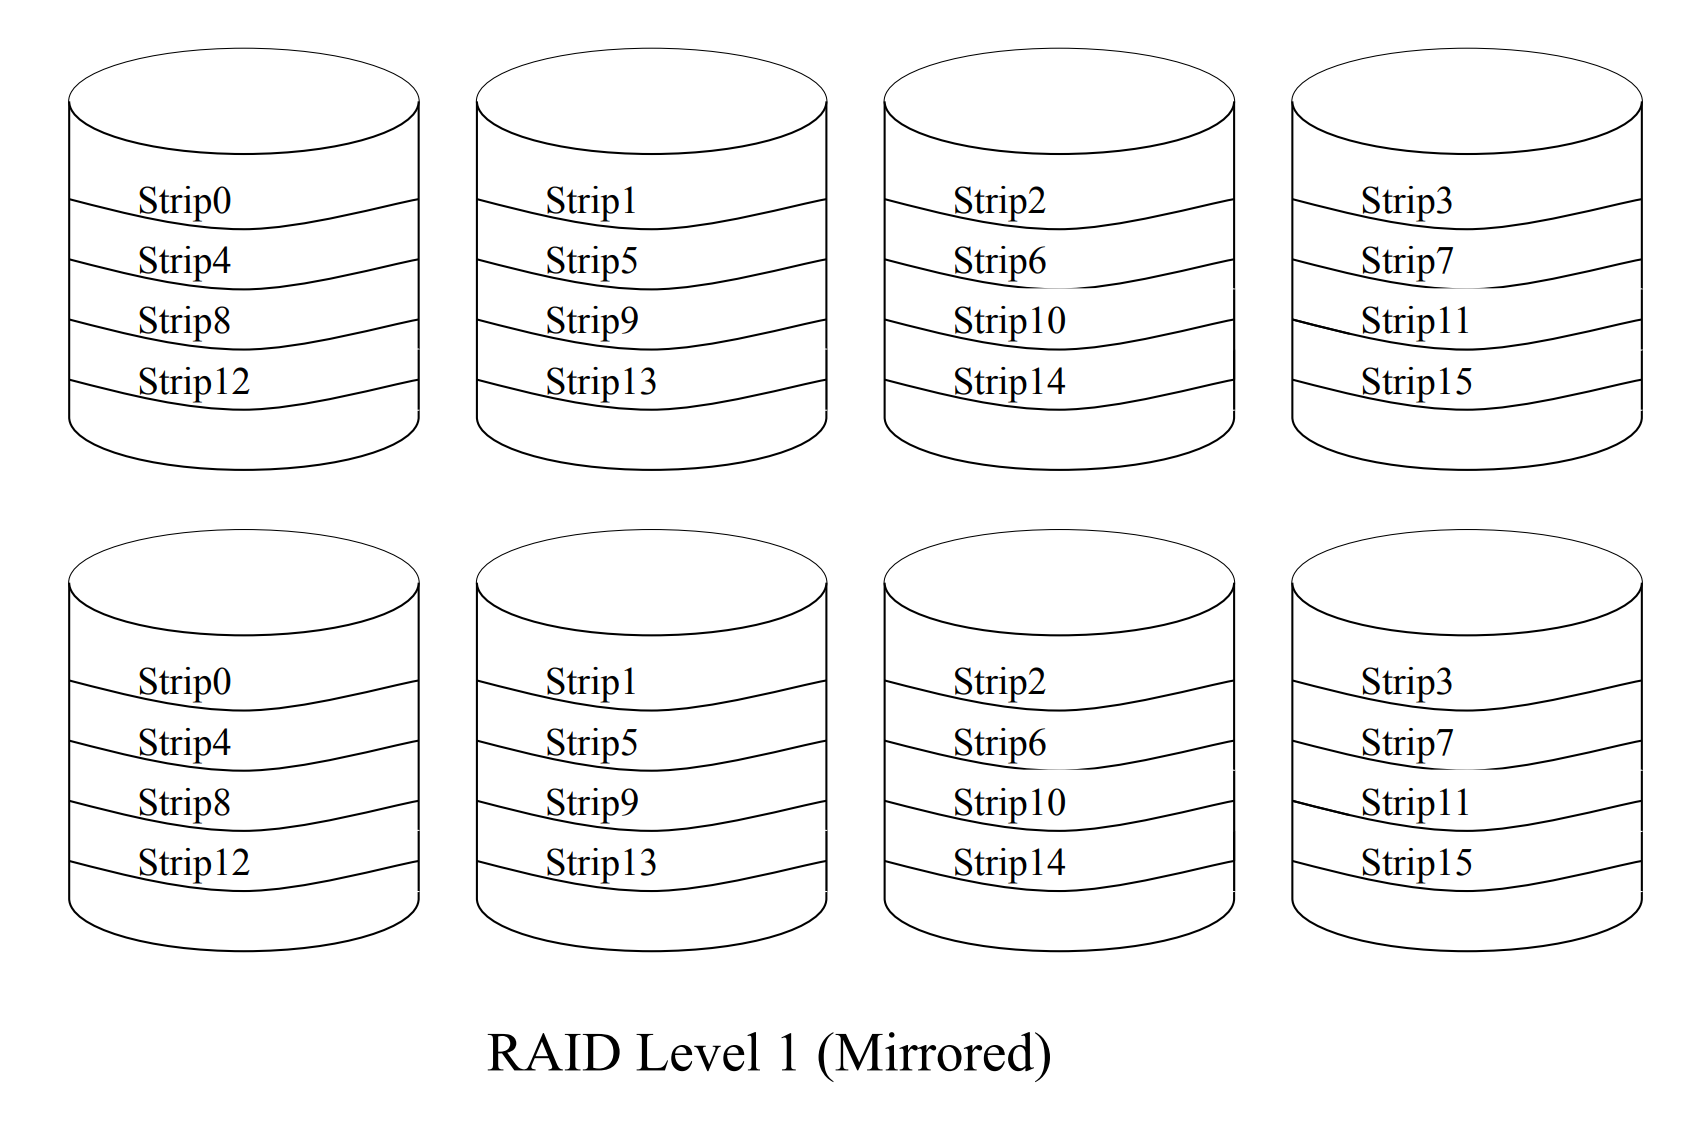 Strip0 Strip1 Strip2 Strip3
Strip4 Strip5 Strip6 Strip7
Strip8 Strip9 Strip10 Strip11
Strip12 Strip13 Strip14 Strip15
Strip0 Strip1 Strip2 Strip3
Strip4 Strip5 Strip6 Strip7
Strip8 Strip9 Strip10 Strip11
Strip12 Strip13 Strip14 Strip15
RAID Level 1 (Mirrored)